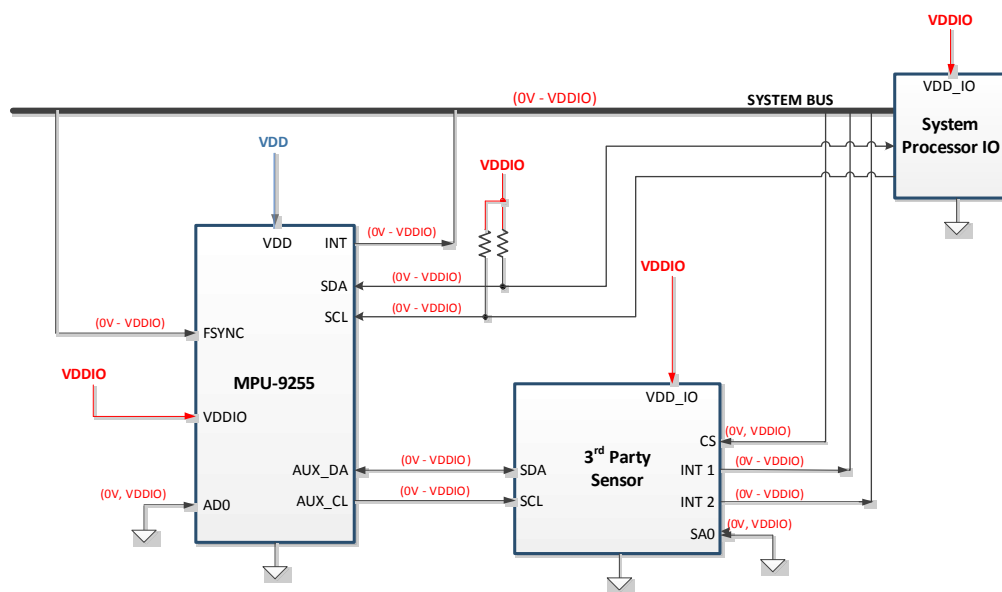 VDDIO
VDD_IO
(0V - VDDIO)
SYSTEM BUS
System
Processor IO
VDD
VDDIO
VDD
INT
(0V - VDDIO)
VDDIO
SDA
(0V - VDDIO)
SCL
(0V - VDDIO)
(0V - VDDIO)
FSYNC
MPU-9255
VDDIO
VDDIO
VDD_IO
CS
(0V, VDDIO)
3rd Party
Sensor
AUX_DA
(0V - VDDIO)
SDA
INT 1
(0V - VDDIO)
AUX_CL
(0V - VDDIO)
SCL
INT 2
(0V - VDDIO)
(0V, VDDIO)
AD0
SA0
(0V, VDDIO)